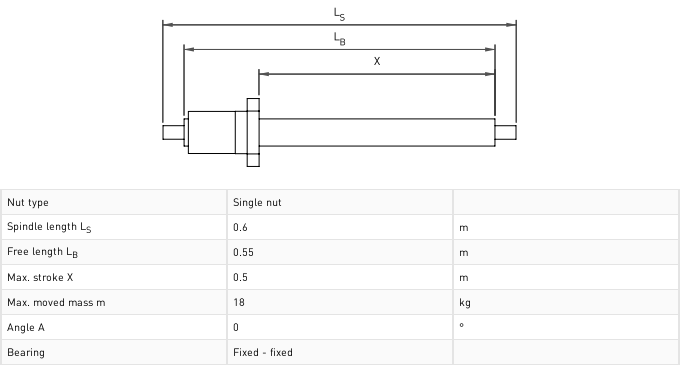 LS
LB
X
Nut type Single nut
Spindle length LS 0.6 m
Free length LB 0.55 m
Max. stroke X 0.5 m
Max. moved mass m 18 kg
Angle A 0 °
Bearing Fixed - fixed